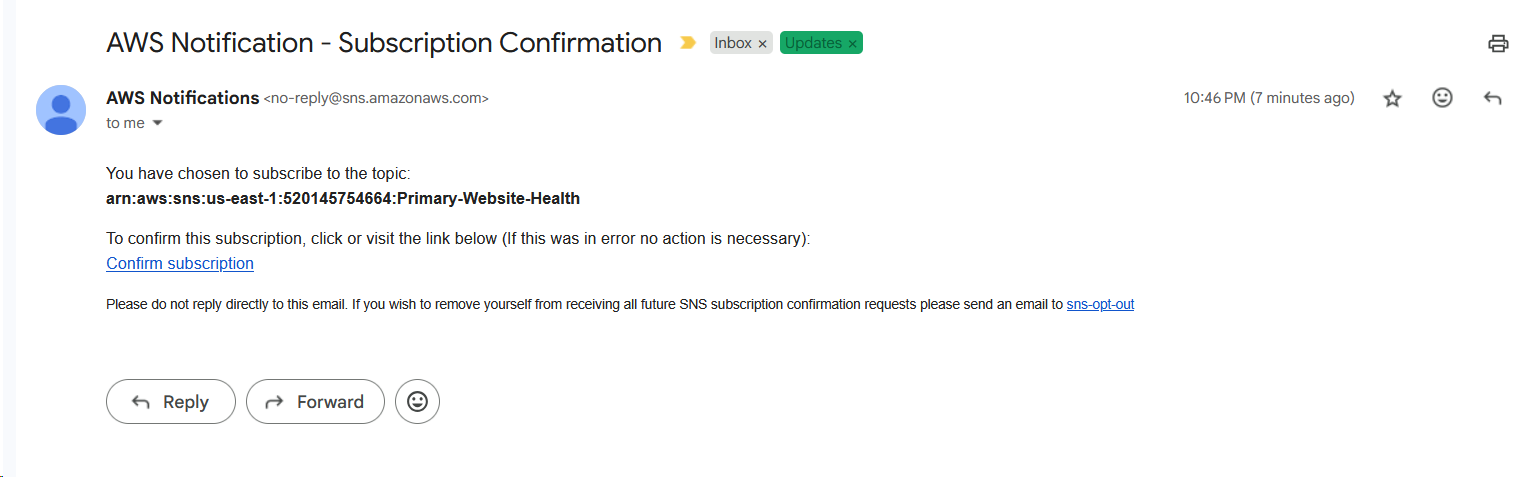 AWS Notification - Subscription Confirmation Inbox × Updates ×
AWS Notifications <no-reply@sns.amazonaws.com> 10:46 PM (7 minutes ago)
to me
You have chosen to subscribe to the topic:
arn:aws:sns:us-east-1:520145754664:Primary-Website-Health
To confirm this subscription, click or visit the link below (If this was in error no action is necessary):
Confirm subscription
Please do not reply directly to this email. If you wish to remove yourself from receiving all future SNS subscription confirmation requests please send an email to sns-opt-out
Reply Forward